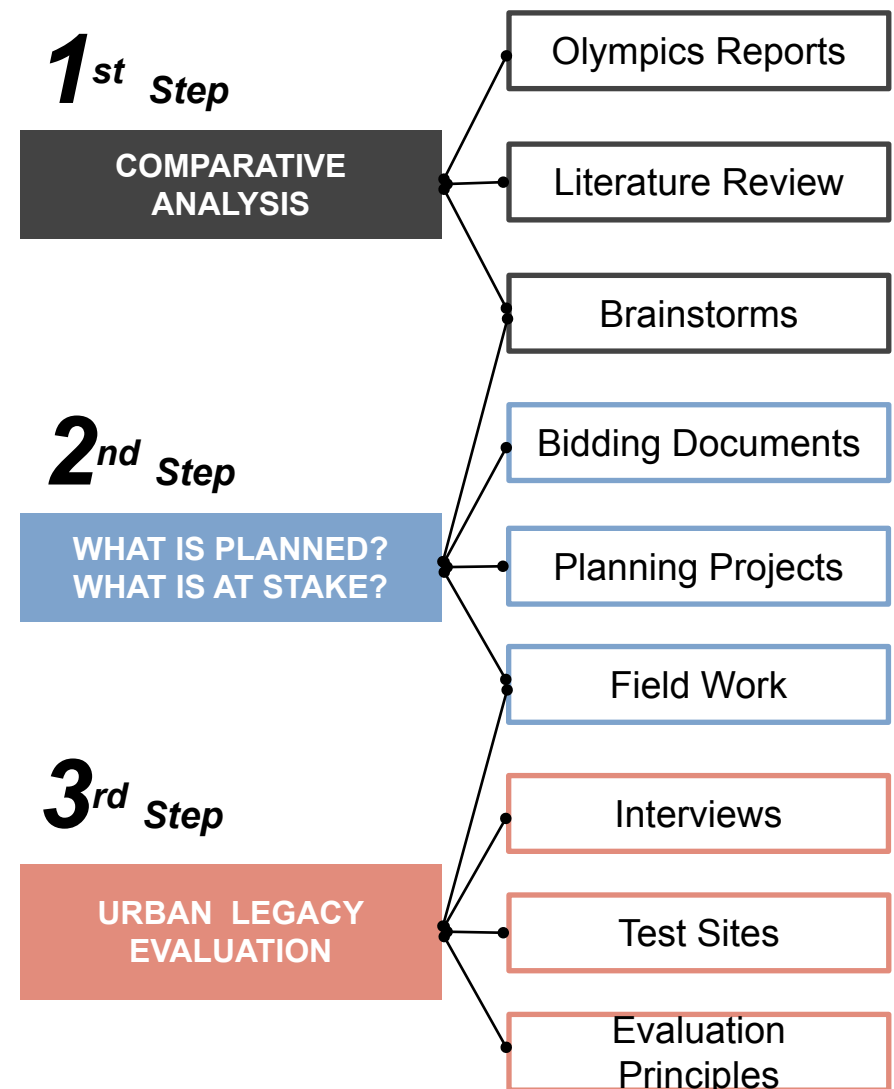 1st Step
COMPARATIVE
ANALYSIS
Olympics Reports
Literature Review
Brainstorms
2nd Step
WHAT IS PLANNED?
WHAT IS AT STAKE?
Bidding Documents
Planning Projects
Field Work
3rd Step
URBAN LEGACY
EVALUATION
Interviews
Test Sites
Evaluation
Principles